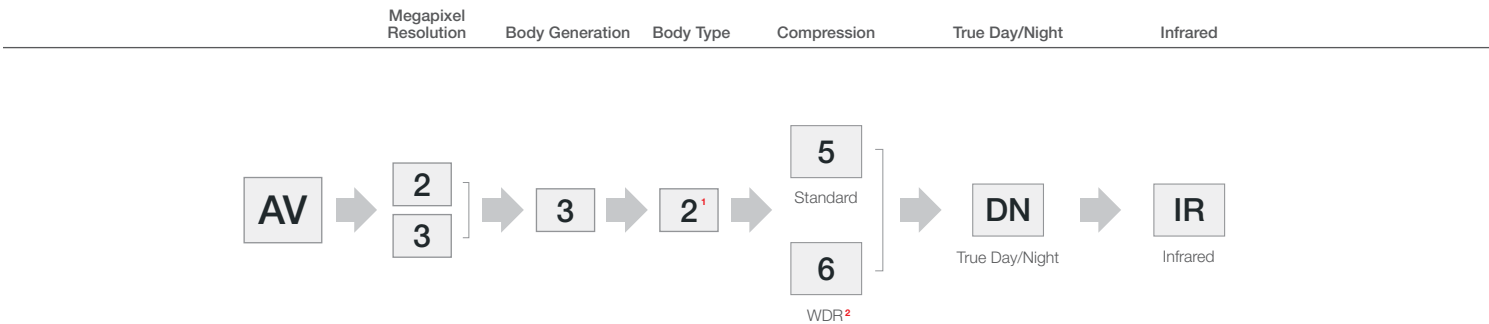 Megapixel
Resolution Body Generation Body Type Compression True Day/Night Infrared
5
Standard
2
AV 3 2¹ DN IR
3
True Day/Night Infrared
6
WDR²